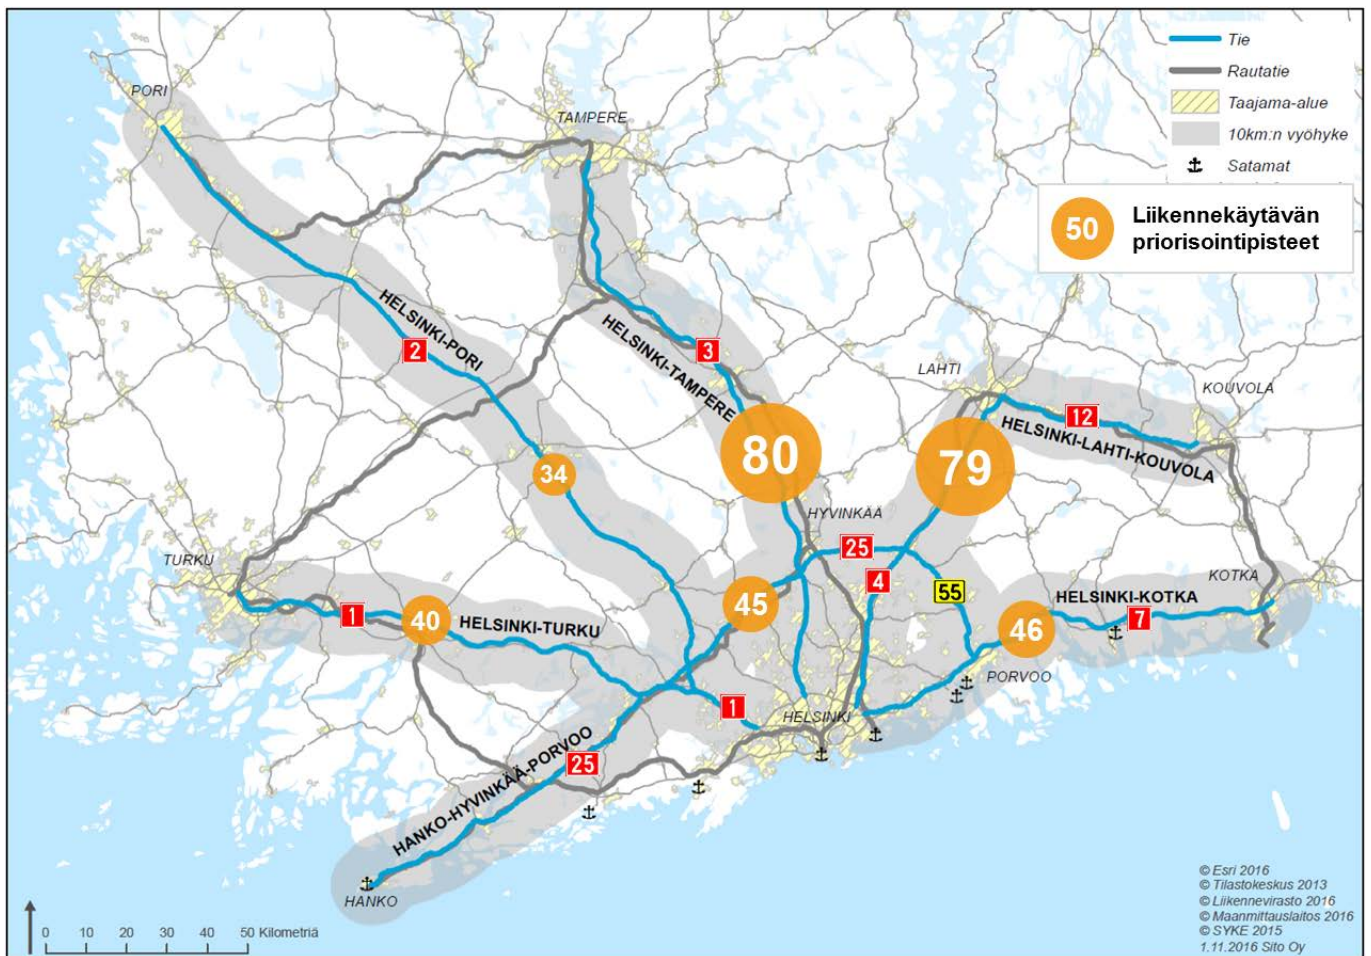 Tie
Rautatie
Taajama-alue
10km:n vyöhyke
Satamat
50
Liikennekäytävän
priorisointipisteet
PORI
TAMPERE
HELSINKI-PORI
2
HELSINKI-TAMPERE
3
LAHTI
KOUVOLA
12
HELSINKI-LAHTI-KOUVOLA
80
79
34
HYVINKÄÄ
25
4
55
TURKU
1
40
HELSINKI-TURKU
45
KOTKA
HELSINKI-KOTKA
7
46
PORVOO
1
HELSINKI
HANKO-HYVINKÄÄ-PORVOO
25
HANKO
0 10 20 30 40 50 Kilometriä
© Esri 2016
© Tilastokeskus 2013
© Liikennevirasto 2016
© Maanmittauslaitos 2016
© SYKE 2015
1.11.2016 Sito Oy